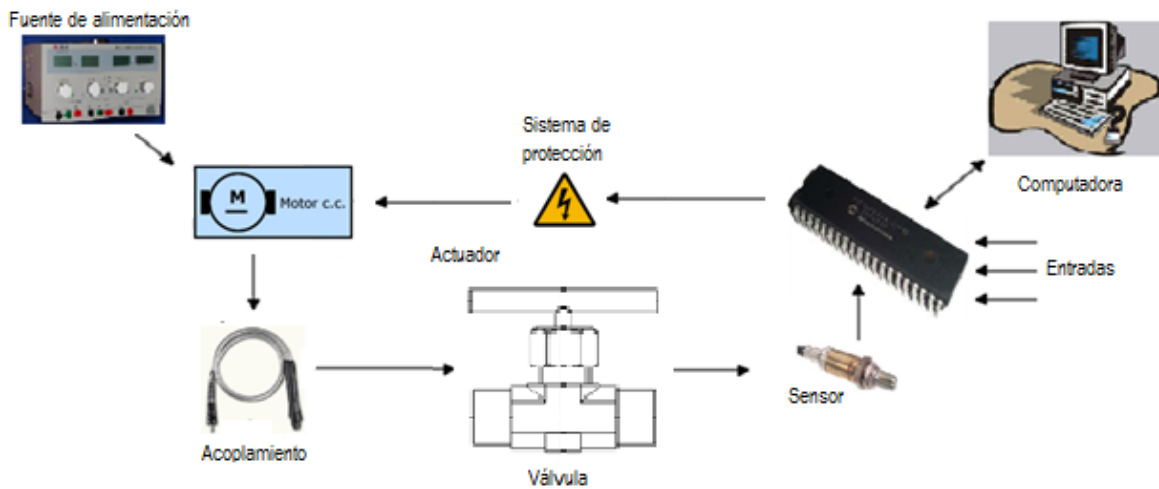 Fuente de alimentación
Sistema de
protección
Computadora
M
Motor c.c.
Actuador
Entradas
Sensor
Acoplamiento
Válvula